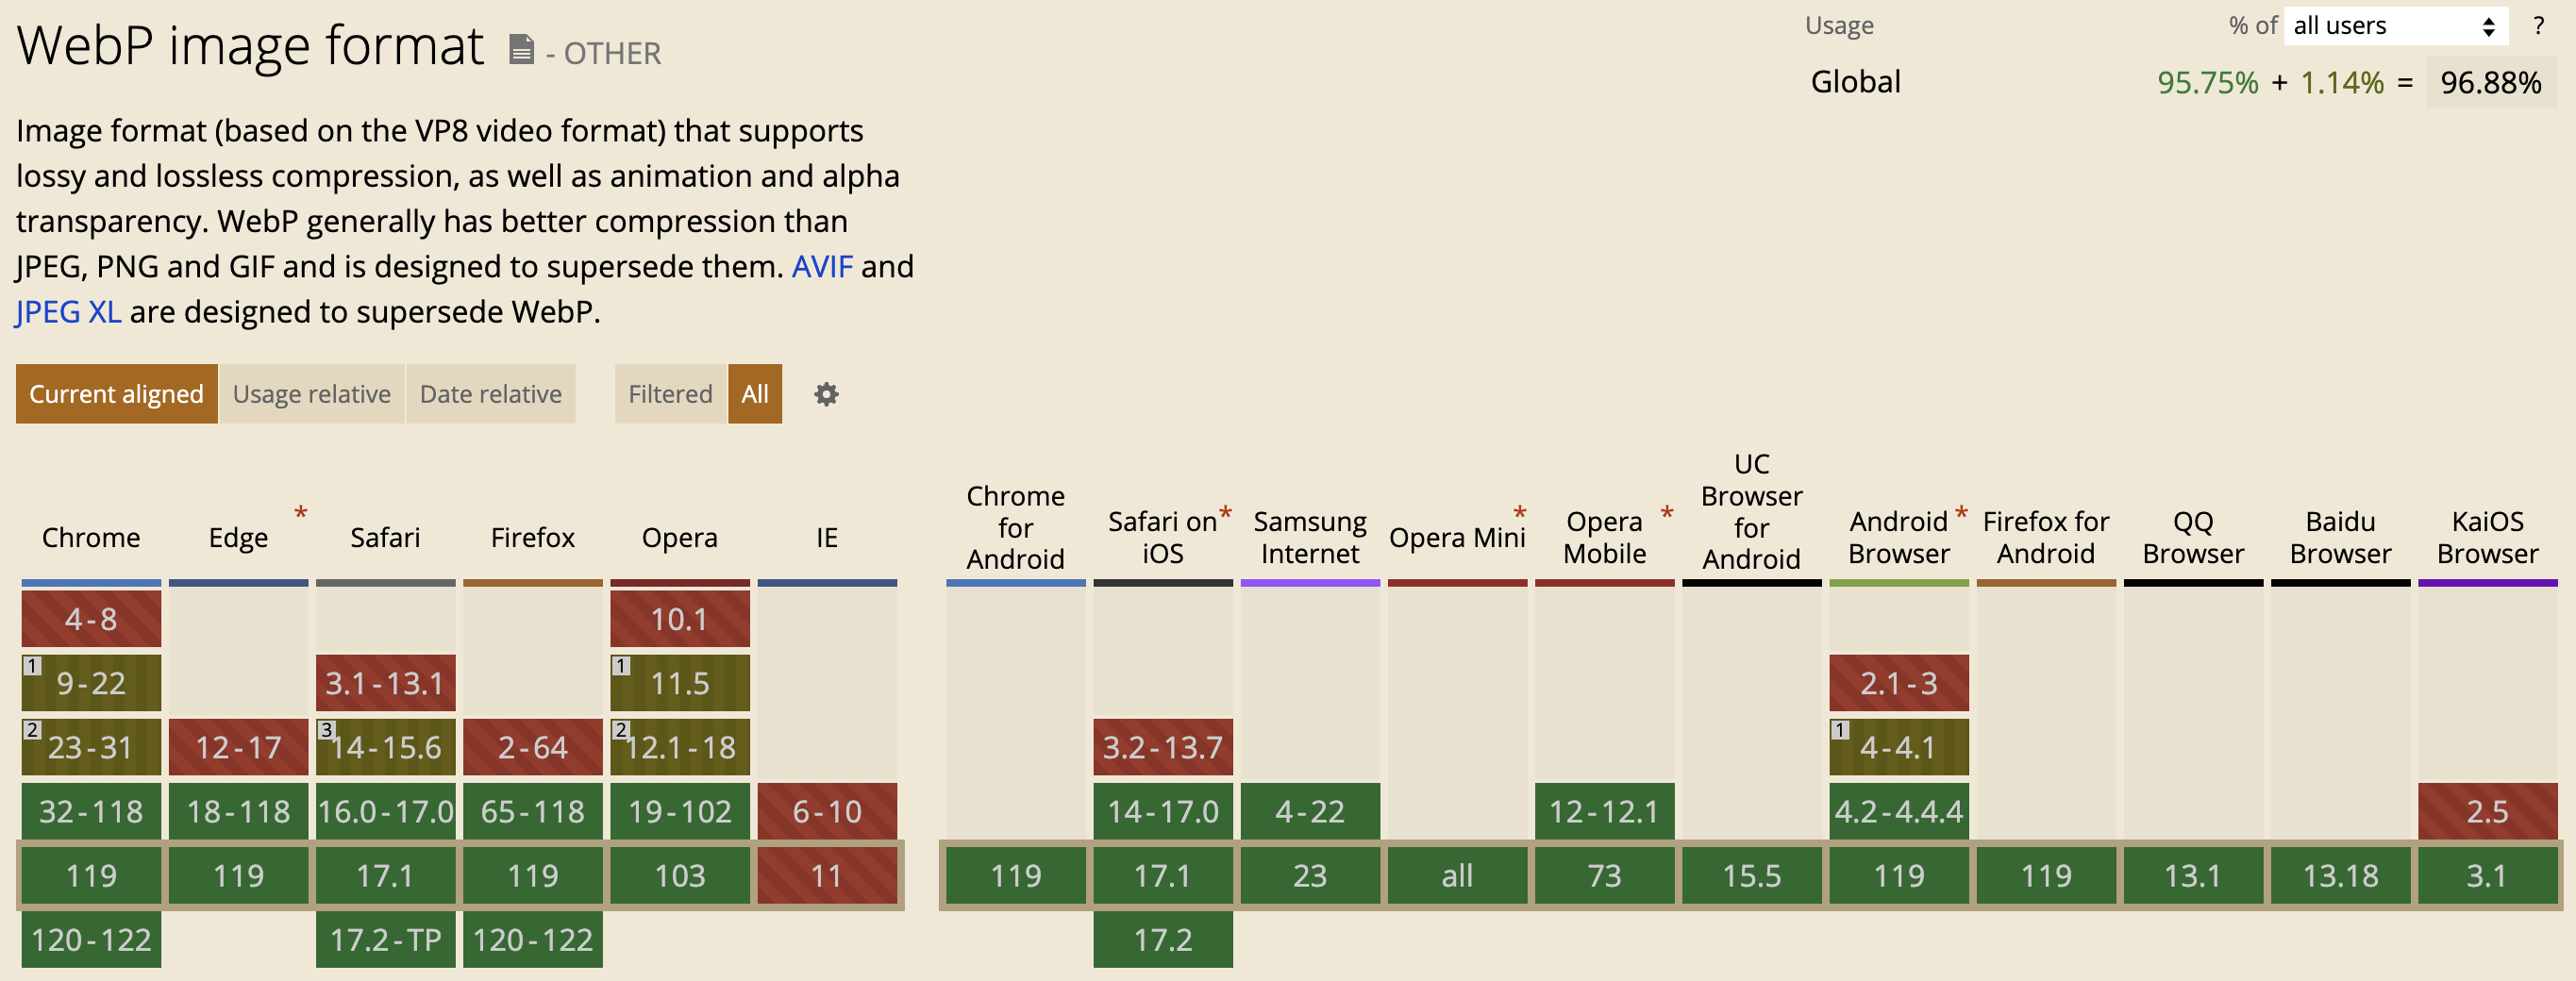 WebP image format - OTHER
Usage % of all users ?
Global 95.75% + 1.14% = 96.88%
Image format (based on the VP8 video format) that supports
lossy and lossless compression, as well as animation and alpha
transparency. WebP generally has better compression than
JPEG, PNG and GIF and is designed to supersede them. AVIF and
JPEG XL are designed to supersede WebP.
Current aligned Usage relative Date relative Filtered All
Chrome Edge * Safari Firefox Opera IE
Chrome for Android
Safari on iOS *
Samsung Internet
Opera Mini *
Opera Mobile *
UC Browser for Android
Android Browser *
Firefox for Android
QQ Browser
Baidu Browser
KaiOS Browser
4-8 10.1
1 9-22 3.1-13.1 1 11.5 2.1-3
2 23-31 12-17 3 14-15.6 2-64 2 12.1-18 3.2-13.7 1 4-4.1
32-118 18-118 16.0-17.0 65-118 19-102 6-10 14-17.0 4-22 12-12.1 4.2-4.4.4 2.5
119 119 17.1 119 103 11 119 17.1 23 all 73 15.5 119 119 13.1 13.18 3.1
120-122 17.2-TP 120-122 17.2